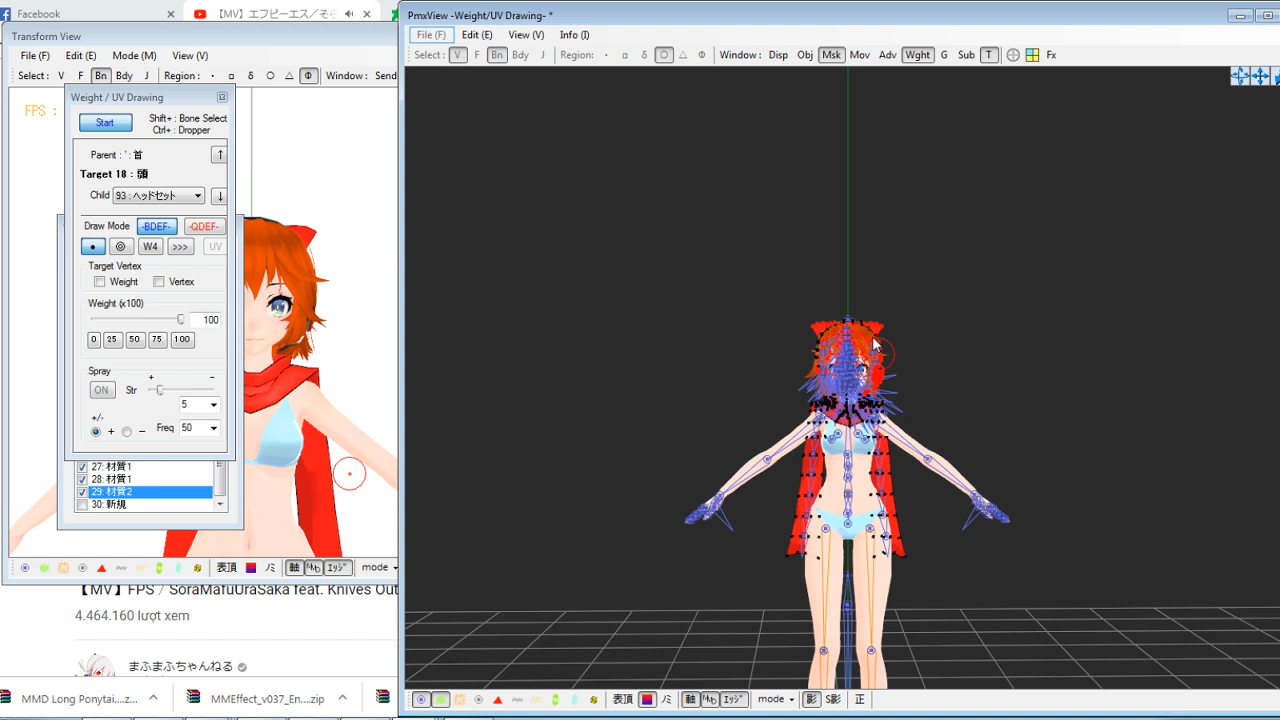 Facebook
【MV】エフピーエス／そら
PmxView -Weight/UV Drawing- *
Transform View
File (F) Edit (E) View (V) Info (I)
File (F) Edit (E) Mode (M) View (V)
Select : V F Bn Bdy J Region: · □ δ ○ △ Φ Window : Disp Obj Msk Mov Adv Wght G Sub T Fx
Select : V F Bn Bdy J Region : · □ δ ○ △ Φ Window : Send
Weight / UV Drawing
FPS :
Start
Shift+ : Bone Select
Ctrl+ : Dropper
Parent : ' : 首 ↑
Target 18 : 頭
Child 93 : ヘッドセット ↓
Draw Mode -BDEF- -QDEF-
● ◎ W4 >>> UV
Target Vertex
Weight Vertex
Weight (x100)
100
0 25 50 75 100
Spray + -
ON Str
5
+/-
+ - Freq 50
27: 材質1
28: 材質1
29: 材質2
30: 新規
表頂 ﾉﾐ 軸 エッジ mode
【MV】FPS / SoraMafuUraSaka feat. Knives Out
4.464.160 lượt xem
まふまふちゃんねる
MMD Long Ponytai....z...
MMEffect_v037_En....zip
表頂 ﾉﾐ 軸 エッジ mode 影 S影 正